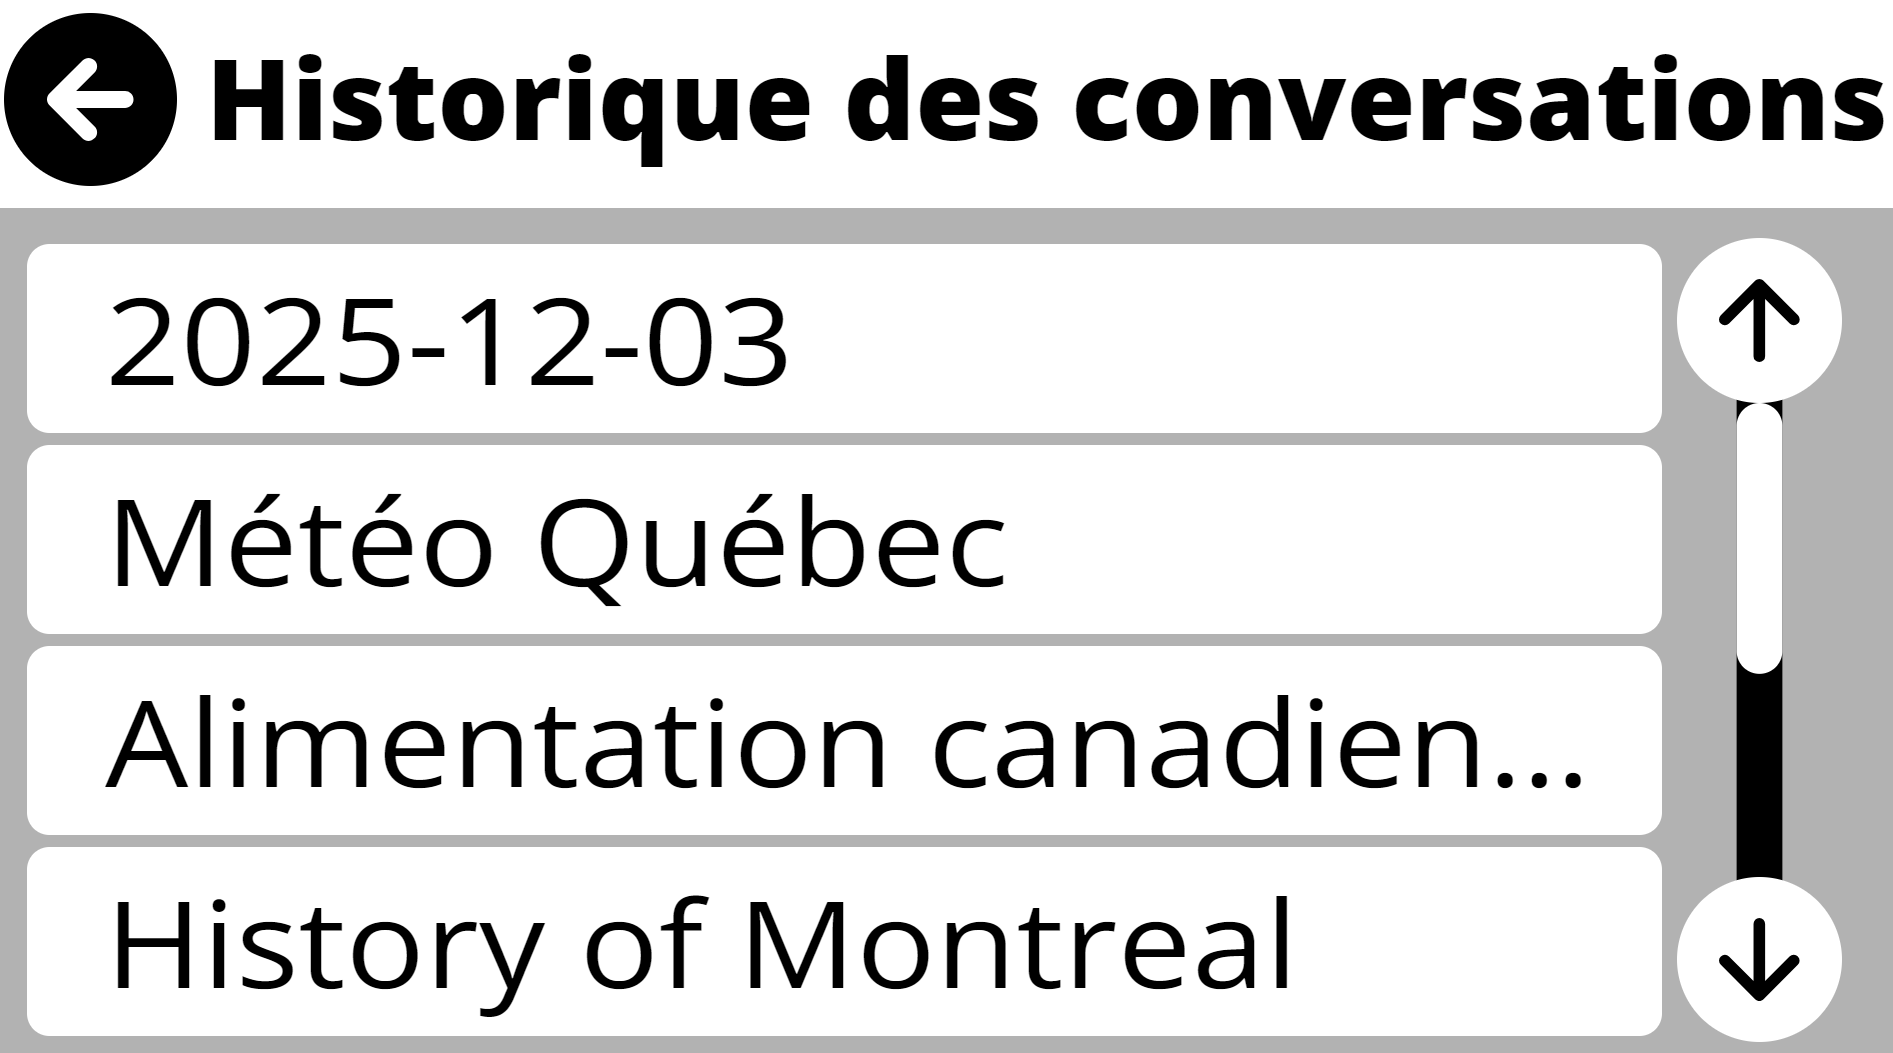 Historique des conversations
2025-12-03
Météo Québec
Alimentation canadien...
History of Montreal